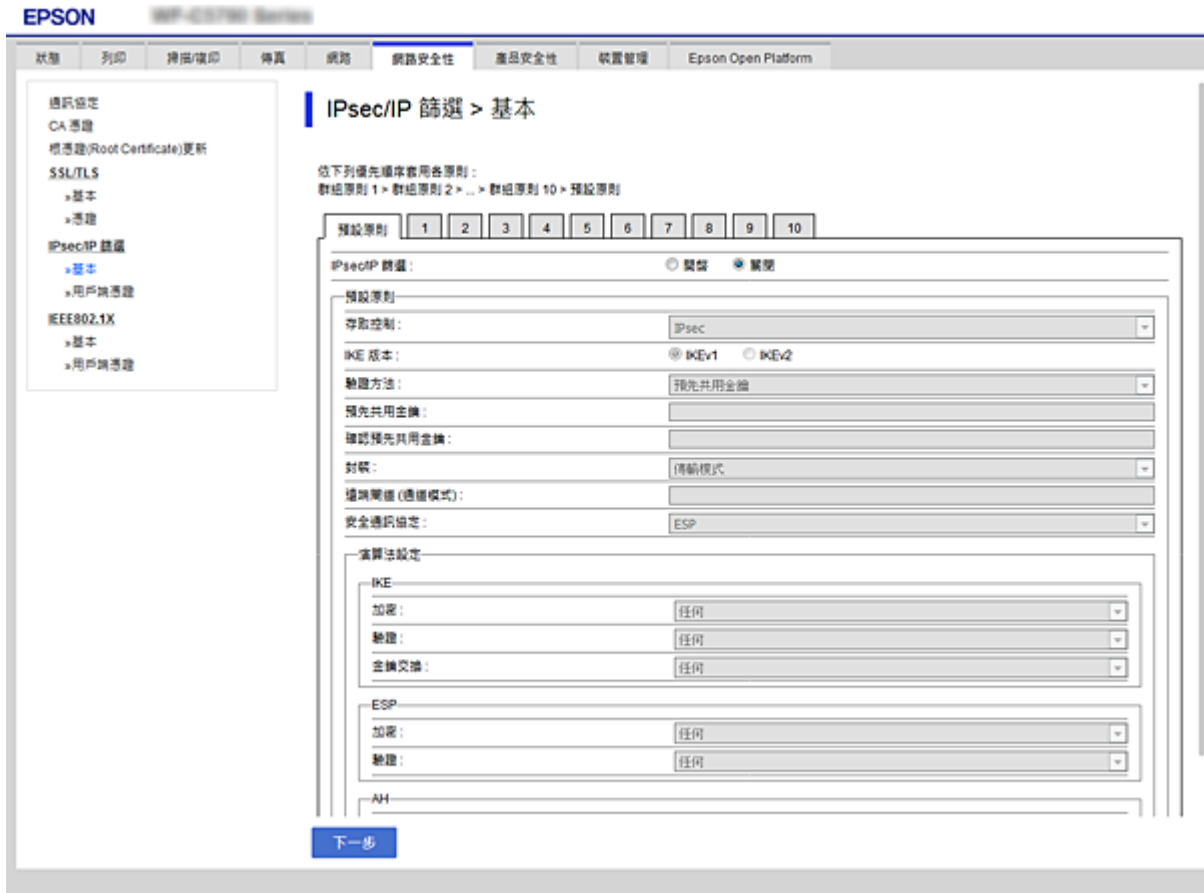 EPSON
狀態 列印 掃描/複印 傳真 網路 網路安全性 產品安全性 裝置管理 Epson Open Platform
通訊協定
CA 憑證
根憑證(Root Certificate)更新
SSL/TLS
»基本
»憑證
IPsec/IP 篩選
»基本
»用戶端憑證
IEEE802.1X
»基本
»用戶端憑證
IPsec/IP 篩選 > 基本
依下列優先順序套用各原則 :
群組原則 1 > 群組原則 2 > ... > 群組原則 10 > 預設原則
預設原則 1 2 3 4 5 6 7 8 9 10
IPsec/IP 篩選 : 開啟 關閉
預設原則
存取控制 : IPsec
IKE 版本 : IKEv1 IKEv2
驗證方法 : 預先共用金鑰
預先共用金鑰 :
確認預先共用金鑰 :
封裝 : 傳輸模式
遠端閘道 (通道模式) :
安全通訊協定 : ESP
演算法設定
IKE
加密 : 任何
驗證 : 任何
金鑰交換 : 任何
ESP
加密 : 任何
驗證 : 任何
AH
下一步